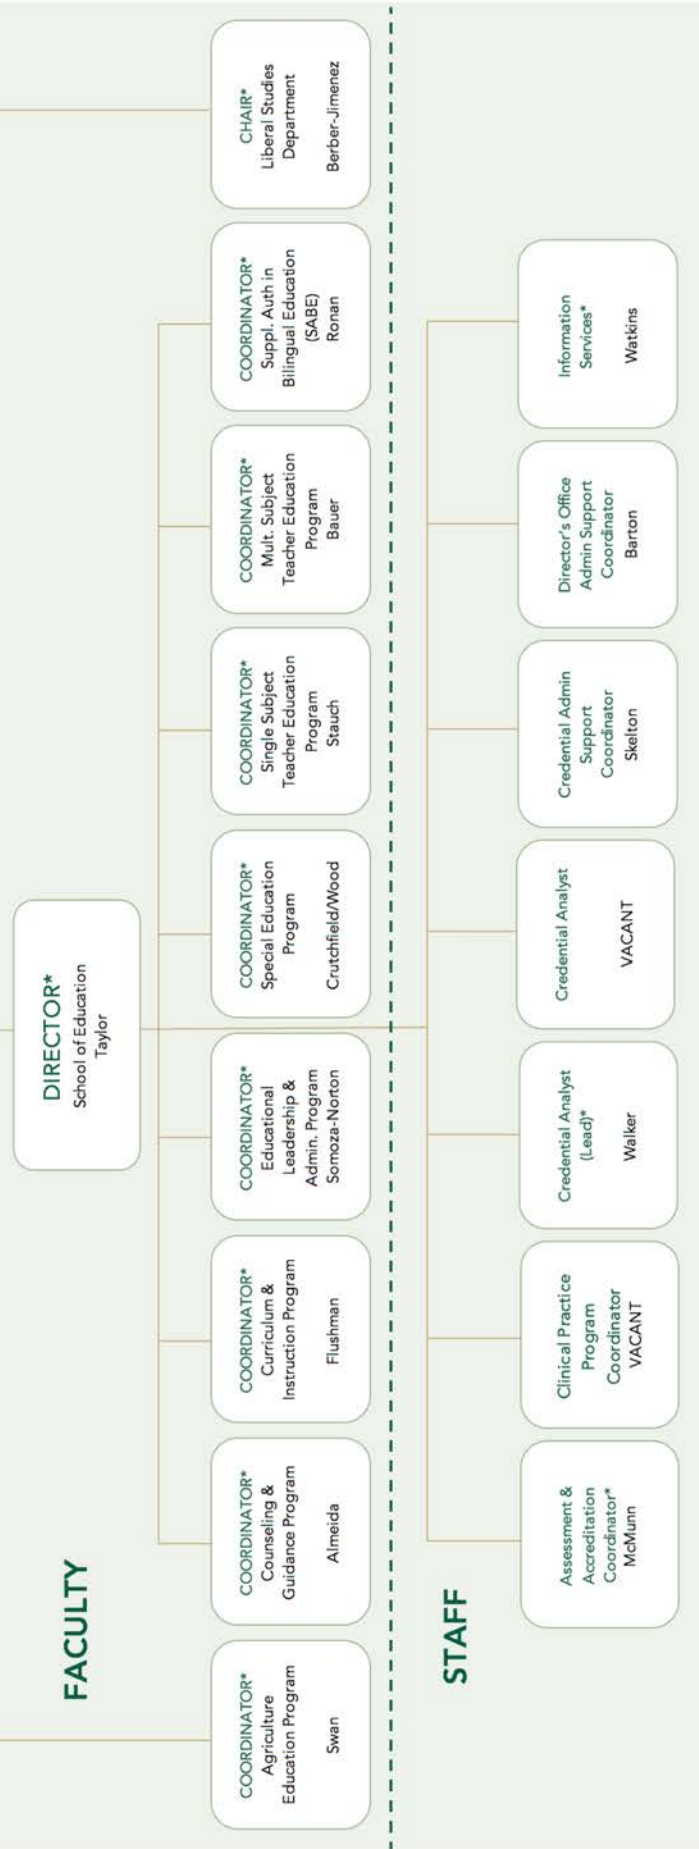 DIRECTOR*
School of Education
Taylor
FACULTY
COORDINATOR*
Agriculture
Education Program
Swan
COORDINATOR*
Counseling &
Guidance Program
Almeida
COORDINATOR*
Curriculum &
Instruction Program
Flushman
COORDINATOR*
Educational
Leadership &
Admin. Program
Somoza-Norton
COORDINATOR*
Special Education
Program
Crutchfield/Wood
COORDINATOR*
Single Subject
Teacher Education
Program
Stauch
COORDINATOR*
Mult. Subject
Teacher Education
Program
Bauer
COORDINATOR*
Suppl. Auth in
Bilingual Education
(SABE)
Ronan
CHAIR*
Liberal Studies
Department
Berber-Jimenez
STAFF
Assessment &
Accreditation
Coordinator*
McMunn
Clinical Practice
Program
Coordinator
VACANT
Credential Analyst
(Lead)*
Walker
Credential Analyst
VACANT
Credential Admin
Support
Coordinator
Skelton
Director's Office
Admin Support
Coordinator
Barton
Information
Services*
Watkins